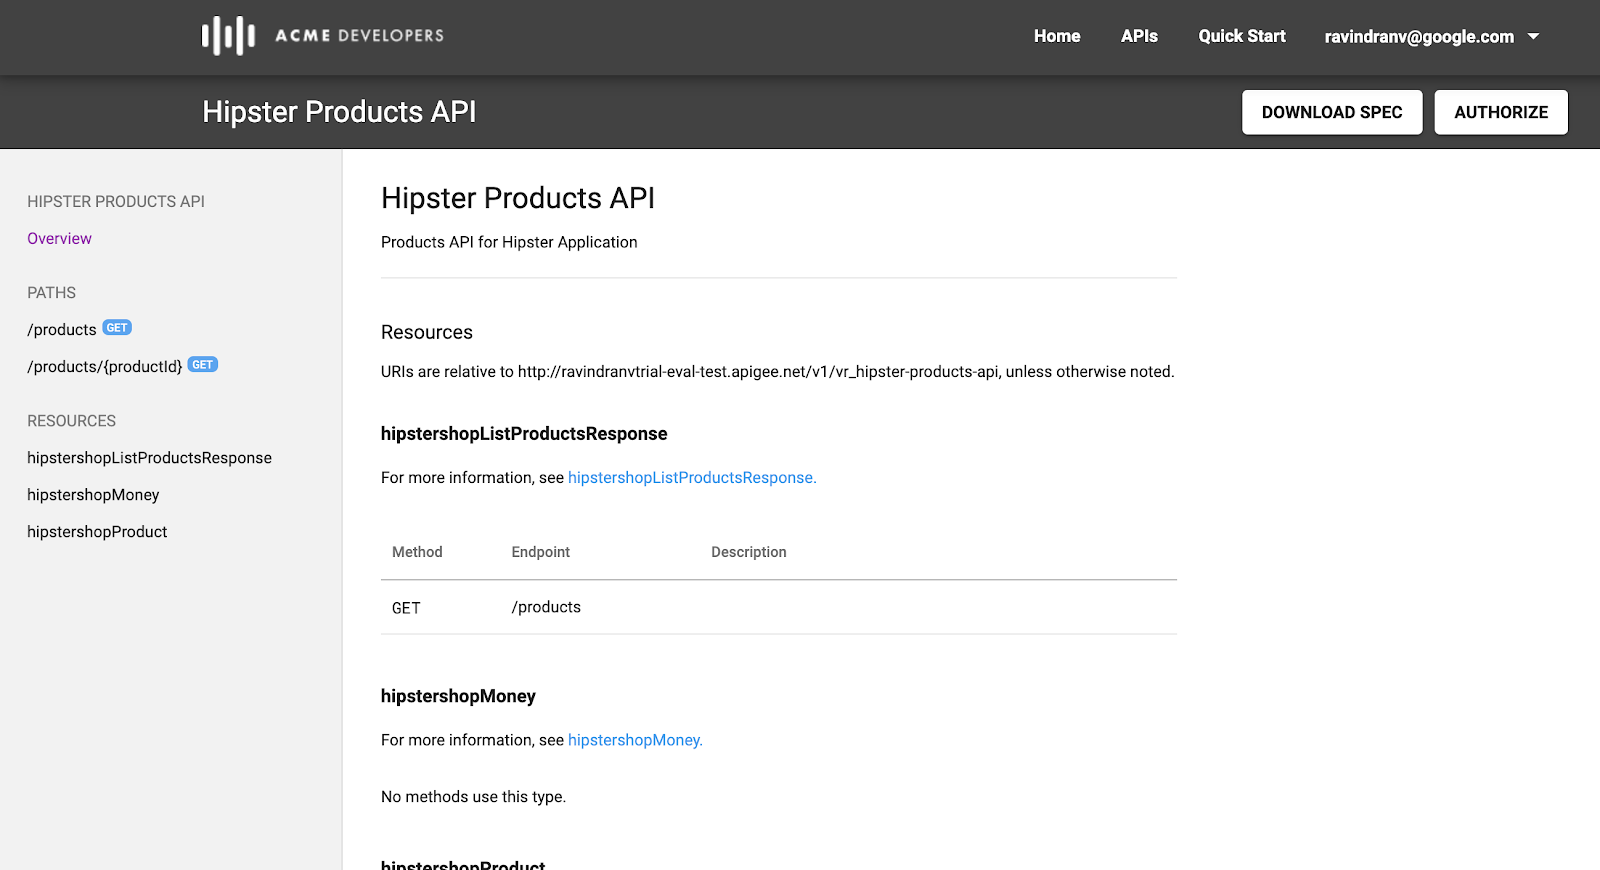 ACME DEVELOPERS
Home APIs Quick Start ravindranv@google.com
Hipster Products API
DOWNLOAD SPEC AUTHORIZE
HIPSTER PRODUCTS API
Overview
PATHS
/products GET
/products/{productId} GET
RESOURCES
hipstershopListProductsResponse
hipstershopMoney
hipstershopProduct
Hipster Products API
Products API for Hipster Application
Resources
URIs are relative to http://ravindranvtrial-eval-test.apigee.net/v1/vr_hipster-products-api, unless otherwise noted.
hipstershopListProductsResponse
For more information, see hipstershopListProductsResponse.
Method Endpoint Description
GET /products
hipstershopMoney
For more information, see hipstershopMoney.
No methods use this type.
hipstershopProduct